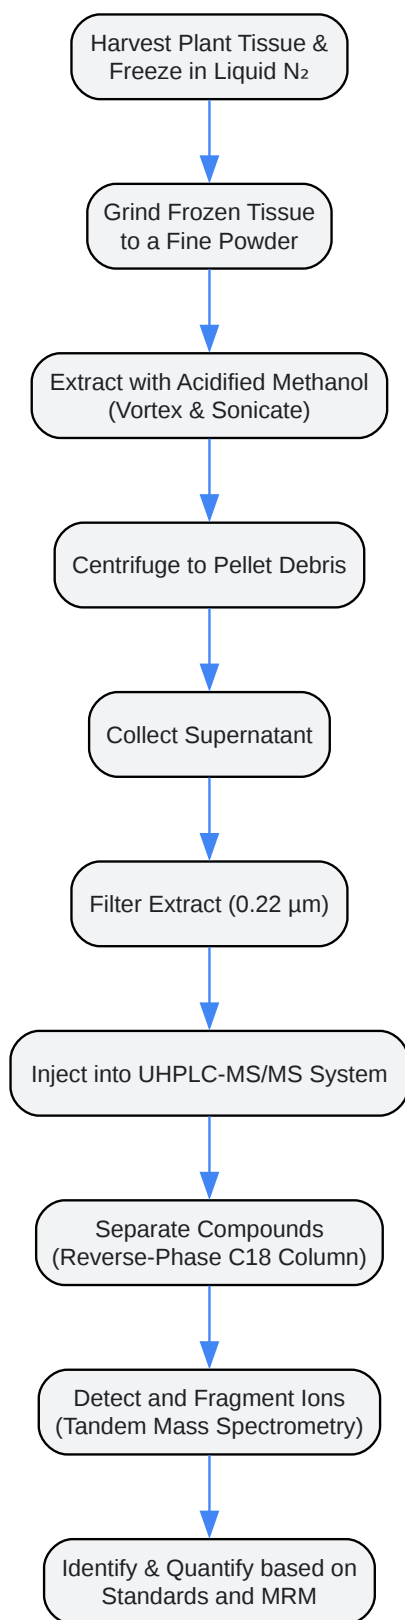 Harvest Plant Tissue &
Freeze in Liquid N₂
Grind Frozen Tissue
to a Fine Powder
Extract with Acidified Methanol
(Vortex & Sonicate)
Centrifuge to Pellet Debris
Collect Supernatant
Filter Extract (0.22 µm)
Inject into UHPLC-MS/MS System
Separate Compounds
(Reverse-Phase C18 Column)
Detect and Fragment Ions
(Tandem Mass Spectrometry)
Identify & Quantify based on
Standards and MRM